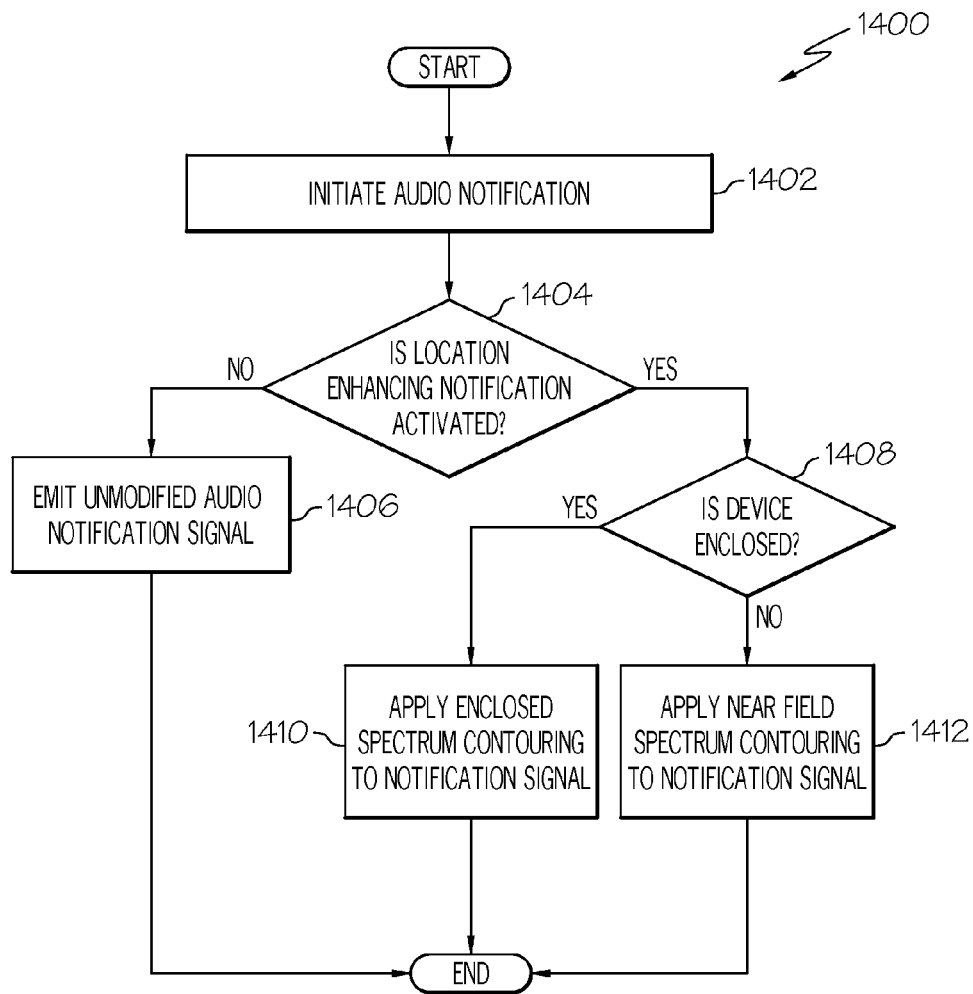 1400
START
INITIATE AUDIO NOTIFICATION
1402
1404
IS LOCATION
ENHANCING NOTIFICATION
ACTIVATED?
NO
YES
EMIT UNMODIFIED AUDIO
NOTIFICATION SIGNAL
1406
1408
IS DEVICE
ENCLOSED?
YES
NO
1410
APPLY ENCLOSED
SPECTRUM CONTOURING
TO NOTIFICATION SIGNAL
APPLY NEAR FIELD
SPECTRUM CONTOURING
TO NOTIFICATION SIGNAL
1412
END